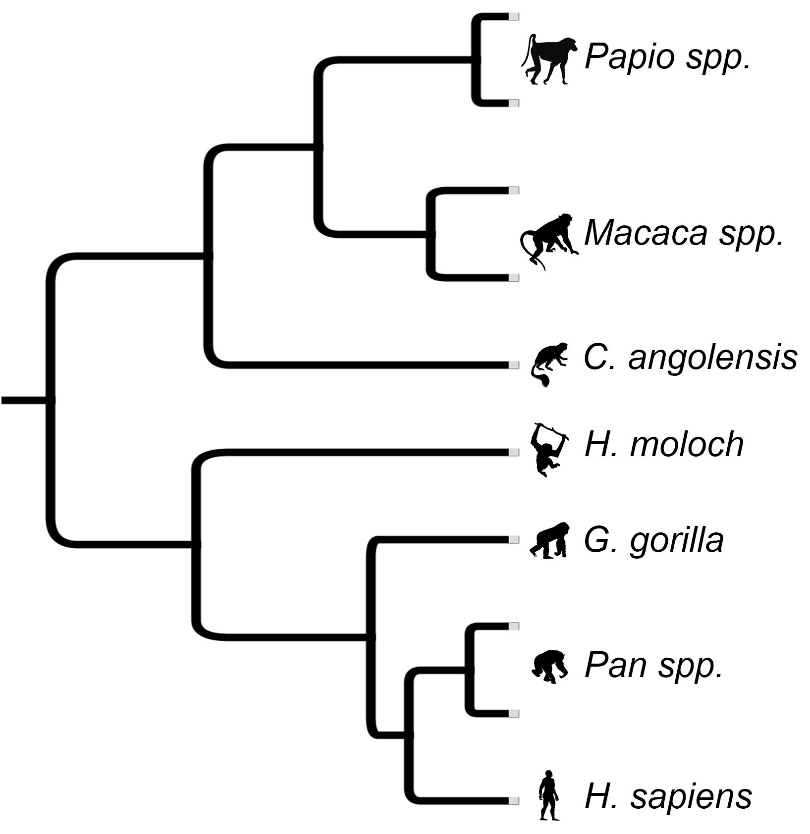 Papio spp.
Macaca spp.
C. angolensis
H. moloch
G. gorilla
Pan spp.
H. sapiens